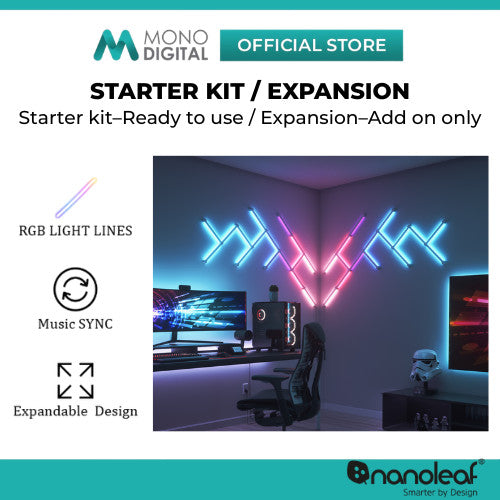 MONO
DIGITAL
OFFICIAL STORE
STARTER KIT / EXPANSION
Starter kit–Ready to use / Expansion–Add on only
RGB LIGHT LINES
Music SYNC
Expandable Design
nanoleaf®
Smarter by Design